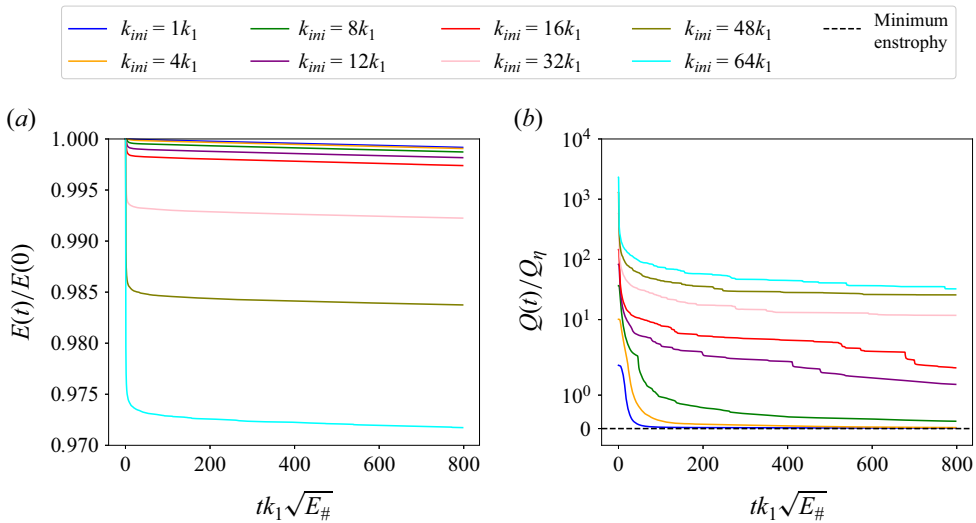 k_ini = 1k_1 k_ini = 8k_1 k_ini = 16k_1 k_ini = 48k_1 Minimum
enstrophy
k_ini = 4k_1 k_ini = 12k_1 k_ini = 32k_1 k_ini = 64k_1
(a) (b)
1.000
0.995
0.990
0.985
0.980
0.975
0.970
E(t)/E(0)
0 200 400 600 800
tk_1√E_#
10^4
10^3
10^2
10^1
10^0
0
Q(t)/Q_η
0 200 400 600 800
tk_1√E_#